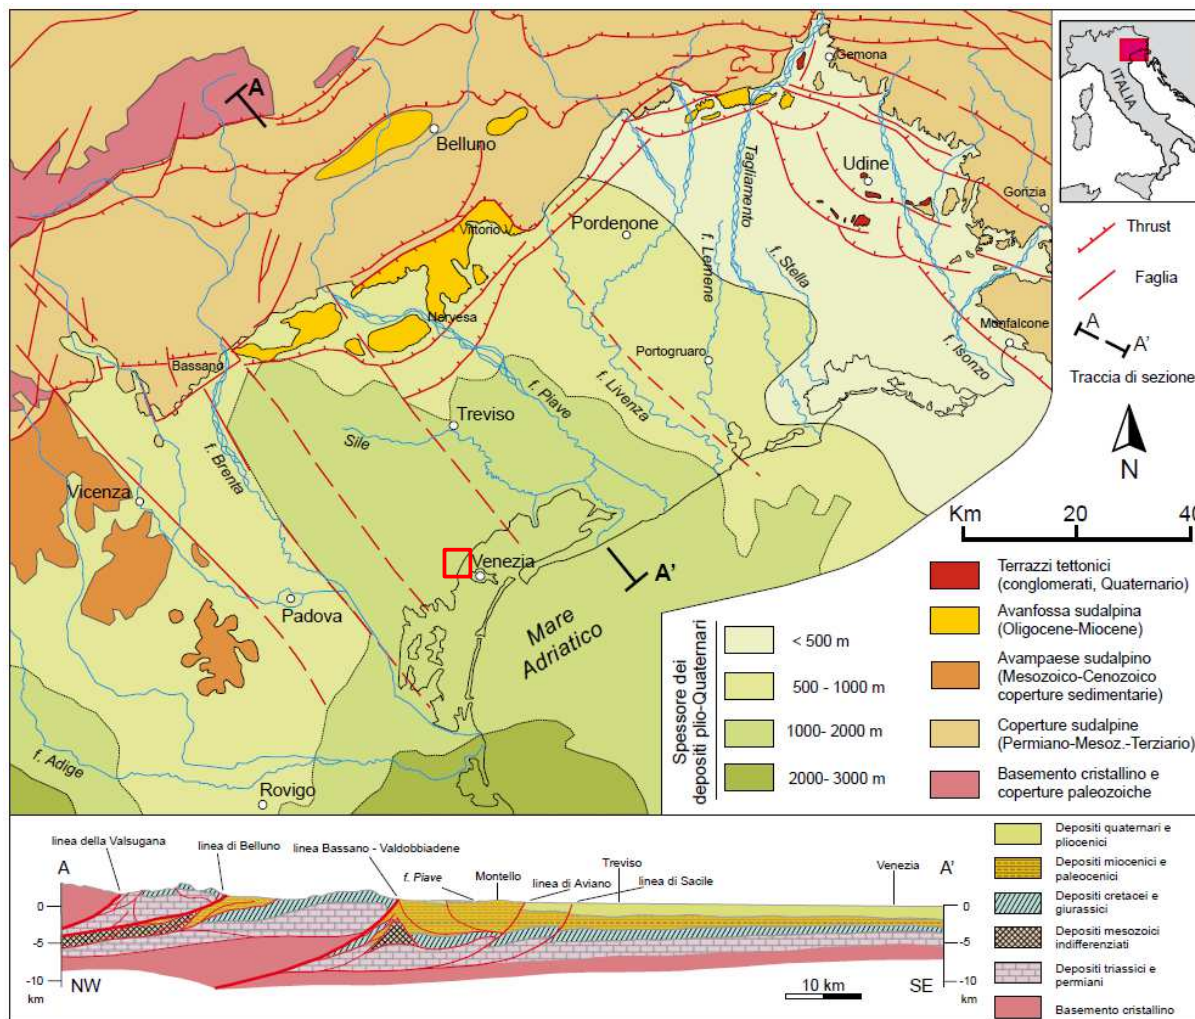 A
Belluno
Gemona
Udine
Gorizia
Tagliamento
Pordenone
Vittorio V.
f. Lemene
f. Stella
Nervesa
Monfalcone
f. Isonzo
Bassano
Portogruaro
f. Livenza
f. Piave
Treviso
Sile
f. Brenta
Vicenza
Venezia
A'
Padova
Mare
Adriatico
f. Adige
Rovigo
ITALIA
Thrust
Faglia
A
A'
Traccia di sezione
N
Km
20
40
Spessore dei
depositi plio-Quaternari
< 500 m
500 - 1000 m
1000- 2000 m
2000- 3000 m
Terrazzi tettonici
(conglomerati, Quaternario)
Avanfossa sudalpina
(Oligocene-Miocene)
Avampaese sudalpino
(Mesozoico-Cenozoico
coperture sedimentarie)
Coperture sudalpine
(Permiano-Mesoz.-Terziario)
Basemento cristallino e
coperture paleozoiche
linea della Valsugana
linea di Belluno
linea Bassano - Valdobbiadene
f. Piave
Montello
linea di Aviano
Treviso
linea di Sacile
Venezia
A
A'
0
-5
-10
km
NW
10 km
SE
0
-5
-10
km
Depositi quaternari e
pliocenici
Depositi miocenici e
paleocenici
Depositi cretacei e
giurassici
Depositi mesozoici
indifferenziati
Depositi triassici e
permiani
Basemento cristallino